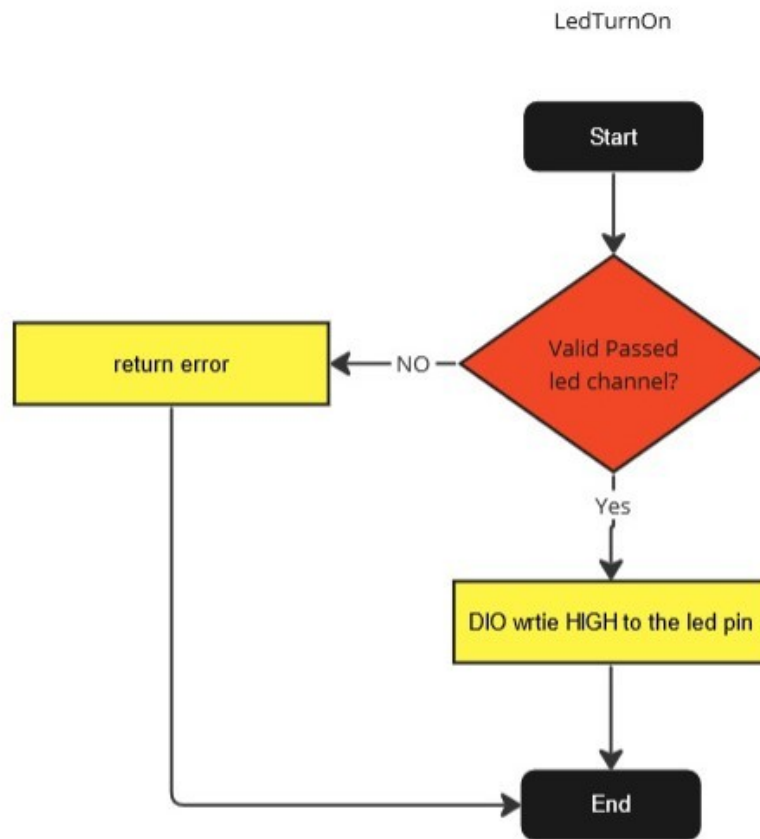 LedTurnOn
Start
Valid Passed
led channel?
NO
return error
Yes
DIO wrtie HIGH to the led pin
End